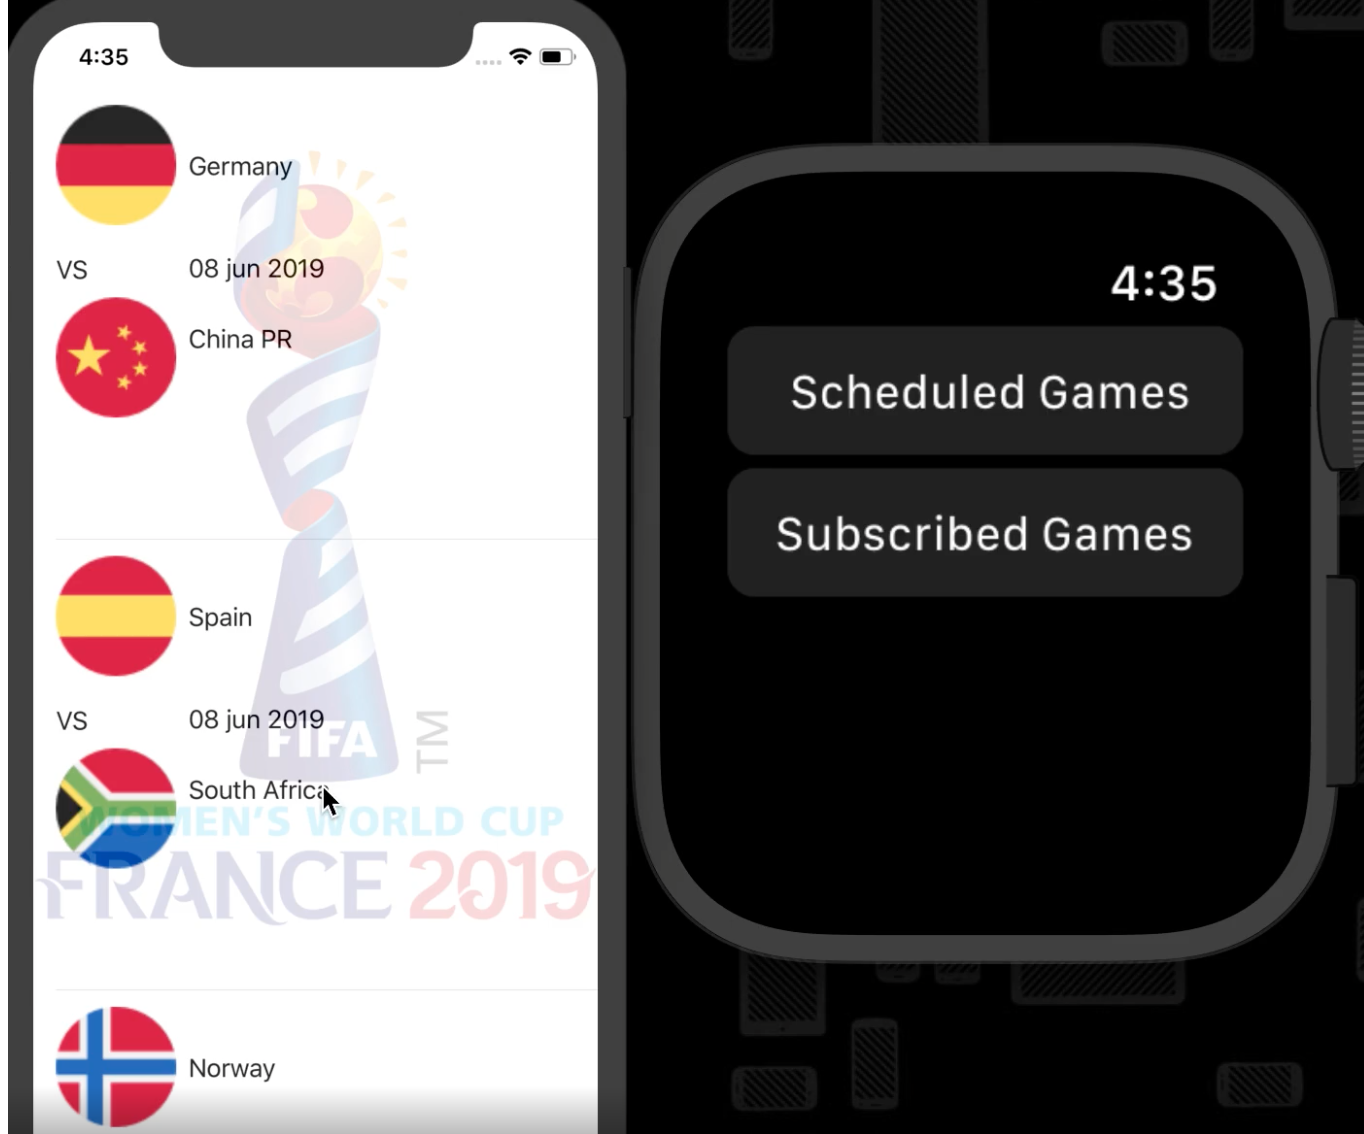 4:35
Germany
VS
08 jun 2019
China PR
Spain
VS
08 jun 2019
FIFA
TM
South Africa
WOMEN'S WORLD CUP
FRANCE 2019
Norway
4:35
Scheduled Games
Subscribed Games